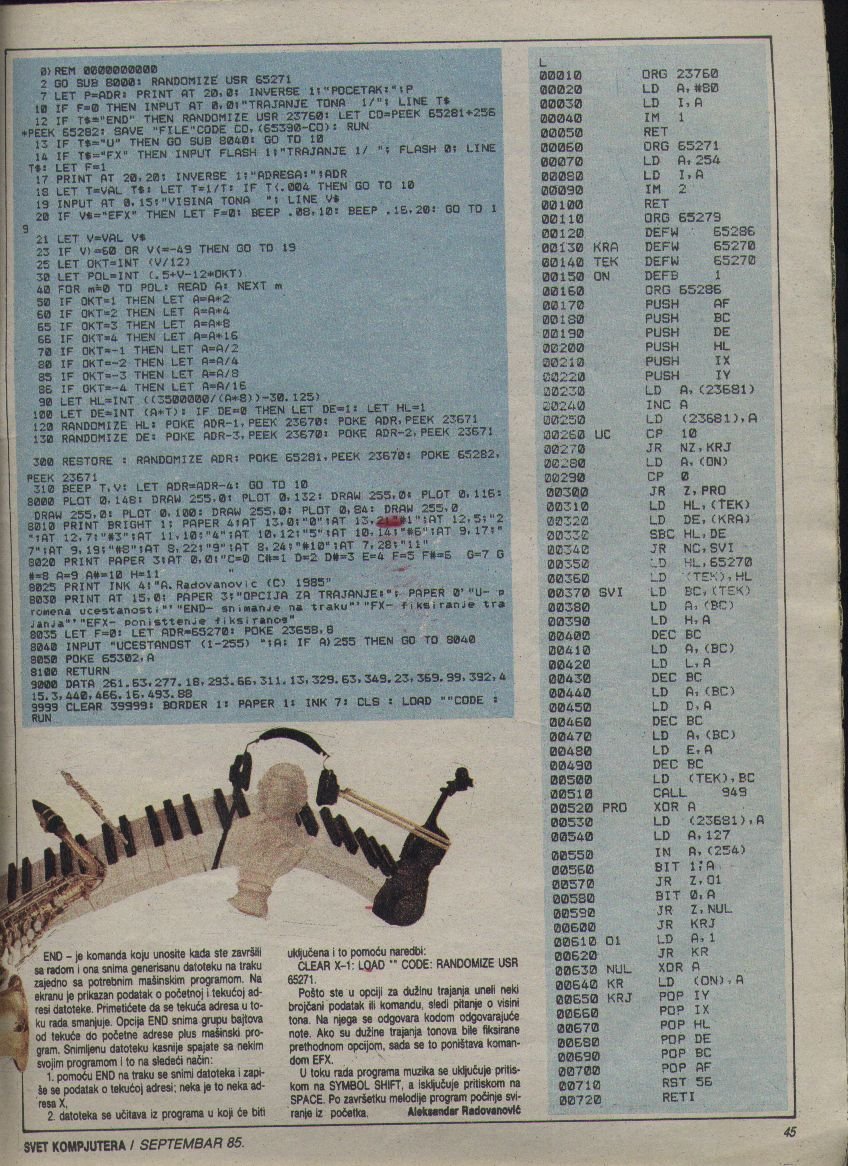 0>REM 0000000000
2 GO SUB 8000: RANDOMIZE USR 65271
7 LET P=ADR: PRINT AT 20,0; INVERSE 1;"POCETAK:";P
10 IF F=0 THEN INPUT AT 0,0;"TRAJANJE TONA  1/"; LINE T$
12 IF T$="END" THEN RANDOMIZE USR 23760: LET CO=PEEK 65281+256
*PEEK 65282: SAVE "FILE"CODE CO,(65390-CO): RUN
13 IF T$="U" THEN GO SUB 8040: GO TO 10
14 IF T$="FX" THEN INPUT FLASH 1;"TRAJANJE 1/ "; FLASH 0; LINE
T$: LET F=1
17 PRINT AT 20,20; INVERSE 1;"ADRESA:";ADR
18 LET T=VAL T$: LET T=1/T: IF T<.004 THEN GO TO 10
19 INPUT AT 0,15;"VISINA TONA  "; LINE V$
20 IF V$="EFX" THEN LET F=0: BEEP .08,10: BEEP .16,20: GO TO 1
9
21 LET V=VAL V$
23 IF V>=60 OR V<=-49 THEN GO TO 19
25 LET OKT=INT (V/12)
30 LET POL=INT (.5+V-12*OKT)
40 FOR m=0 TO POL: READ A: NEXT m
50 IF OKT=1 THEN LET A=A*2
60 IF OKT=2 THEN LET A=A*4
65 IF OKT=3 THEN LET A=A*8
66 IF OKT=4 THEN LET A=A*16
70 IF OKT=-1 THEN LET A=A/2
80 IF OKT=-2 THEN LET A=A/4
85 IF OKT=-3 THEN LET A=A/8
86 IF OKT=-4 THEN LET A=A/16
90 LET HL=INT ((3500000/(A*8))-30.125)
100 LET DE=INT (A*T): IF DE=0 THEN LET DE=1: LET HL=1
120 RANDOMIZE HL: POKE ADR-1,PEEK 23670: POKE ADR,PEEK 23671
130 RANDOMIZE DE: POKE ADR-3,PEEK 23670: POKE ADR-2,PEEK 23671
300 RESTORE : RANDOMIZE ADR: POKE 65281,PEEK 23670: POKE 65282,
PEEK 23671
310 BEEP T,V: LET ADR=ADR-4: GO TO 10
8000 PLOT 0,148: DRAW 255,0: PLOT 0,132: DRAW 255,0: PLOT 0,116:
DRAW 255,0: PLOT 0,100: DRAW 255,0: PLOT 0,84: DRAW 255,0
8010 PRINT BRIGHT 1; PAPER 4;AT 13,0;"0";AT 13,2;"#1";AT 12,5;"2
";AT 12,7;"#3";AT 11,10;"4";AT 10,12;"5";AT 10,14;"#6";AT 9,17;"
7";AT 9,19;"#8";AT 8,22;"9";AT 8,24;"#10";AT 7,28;"11"
8020 PRINT PAPER 3;AT 0,0;"C=0 C#=1 D=2 D#=3 E=4 F=5 F#=6  G=7 G
#=8 A=9 A#=10 H=11 "
8025 PRINT INK 4;"A.Radovanovic (C) 1985"
8030 PRINT AT 15,0; PAPER 3;"OPCIJA ZA TRAJANJE:"; PAPER 0'"U- p
romena ucestanosti"'"END- snimanje na traku"'"FX- fiksiranje tra
janja"'"EFX- ponisttenje fiksiranog"
8035 LET F=0: LET ADR=65270: POKE 23658,8
8040 INPUT "UCESTANOST (1-255) ";A: IF A>255 THEN GO TO 8040
8050 POKE 65302,A
8100 RETURN
9000 DATA 261.63,277.18,293.66,311.13,329.63,349.23,369.99,392,4
15.3,440,466.16,493.88
9999 CLEAR 39999: BORDER 1: PAPER 1: INK 7: CLS : LOAD ""CODE :
RUN
END – je komanda koju unosite kada ste završili
sa radom i ona snima generisanu datoteku na traku
zajedno sa potrebnim mašinskim programom. Na
ekranu je prikazan podatak o početnoj i tekućoj ad-
resi datoteke. Primetićete da se tekuća adresa u to-
ku rada smanjuje. Opcija END snima grupu bajtova
od tekuće do početne adrese plus mašinski pro-
gram. Snimljenu datoteku kasnije spajate sa nekim
svojim programom i to na sledeći način:
1. pomoću END na traku se snimi datoteka i zapi-
še se podatak o tekućoj adresi; neka je to neka ad-
resa X,
2. datoteka se učitava iz programa u koji će biti
uključena i to pomoću naredbi:
CLEAR X-1: LOAD "" CODE: RANDOMIZE USR
65271.
Pošto ste u opciji za dužinu trajanja uneli neki
brojčani podatak ili komandu, sledi pitanje o visini
tona. Na njega se odgovara kodom odgovarajuće
note. Ako su dužine trajanja tonova bile fiksirane
prethodnom opcijom, sada se to poništava koman-
dom EFX.
U toku rada programa muzika se uključuje pritis-
kom na SYMBOL SHIFT, a isključuje pritiskom na
SPACE. Po završetku melodije program počinje svi-
ranje iz početka. Aleksandar Radovanović
L
00010 ORG 23760
00020 LD A,#80
00030 LD I,A
00040 IM 1
00050 RET
00060 ORG 65271
00070 LD A,254
00080 LD I,A
00090 IM 2
00100 RET
00110 ORG 65279
00120 DEFW 65286
00130 KRA DEFW 65270
00140 TEK DEFW 65270
00150 ON DEFB 1
00160 ORG 65286
00170 PUSH AF
00180 PUSH BC
00190 PUSH DE
00200 PUSH HL
00210 PUSH IX
00220 PUSH IY
00230 LD A,(23681)
00240 INC A
00250 LD (23681),A
00260 UC CP 10
00270 JR NZ,KRJ
00280 LD A,(ON)
00290 CP 0
00300 JR Z,PRO
00310 LD HL,(TEK)
00320 LD DE,(KRA)
00330 SBC HL,DE
00340 JR NC,SVI
00350 LD HL,65270
00360 LD (TEK),HL
00370 SVI LD BC,(TEK)
00380 LD A,(BC)
00390 LD H,A
00400 DEC BC
00410 LD A,(BC)
00420 LD L,A
00430 DEC BC
00440 LD A,(BC)
00450 LD D,A
00460 DEC BC
00470 LD A,(BC)
00480 LD E,A
00490 DEC BC
00500 LD (TEK),BC
00510 CALL 949
00520 PRO XOR A
00530 LD (23681),A
00540 LD A,127
00550 IN A,(254)
00560 BIT 1,A
00570 JR Z,O1
00580 BIT 0,A
00590 JR Z,NUL
00600 JR KRJ
00610 O1 LD A,1
00620 JR KR
00630 NUL XOR A
00640 KR LD (ON),A
00650 KRJ POP IY
00660 POP IX
00670 POP HL
00680 POP DE
00690 POP BC
00700 POP AF
00710 RST 56
00720 RETI
SVET KOMPJUTERA / SEPTEMBAR 85.
45